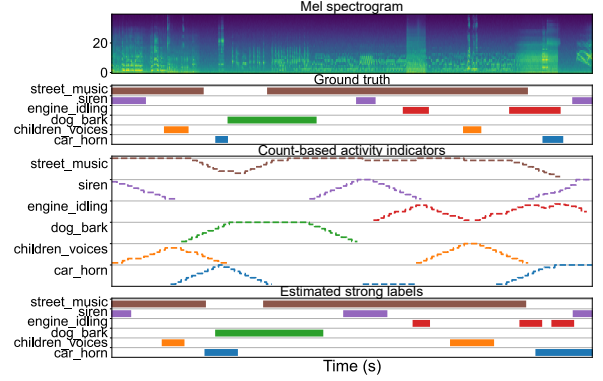 Mel spectrogram
20
0
Ground truth
street_music
siren
engine_idling
dog_bark
children_voices
car_horn
Count-based activity indicators
street_music
siren
engine_idling
dog_bark
children_voices
car_horn
Estimated strong labels
street_music
siren
engine_idling
dog_bark
children_voices
car_horn
Time (s)